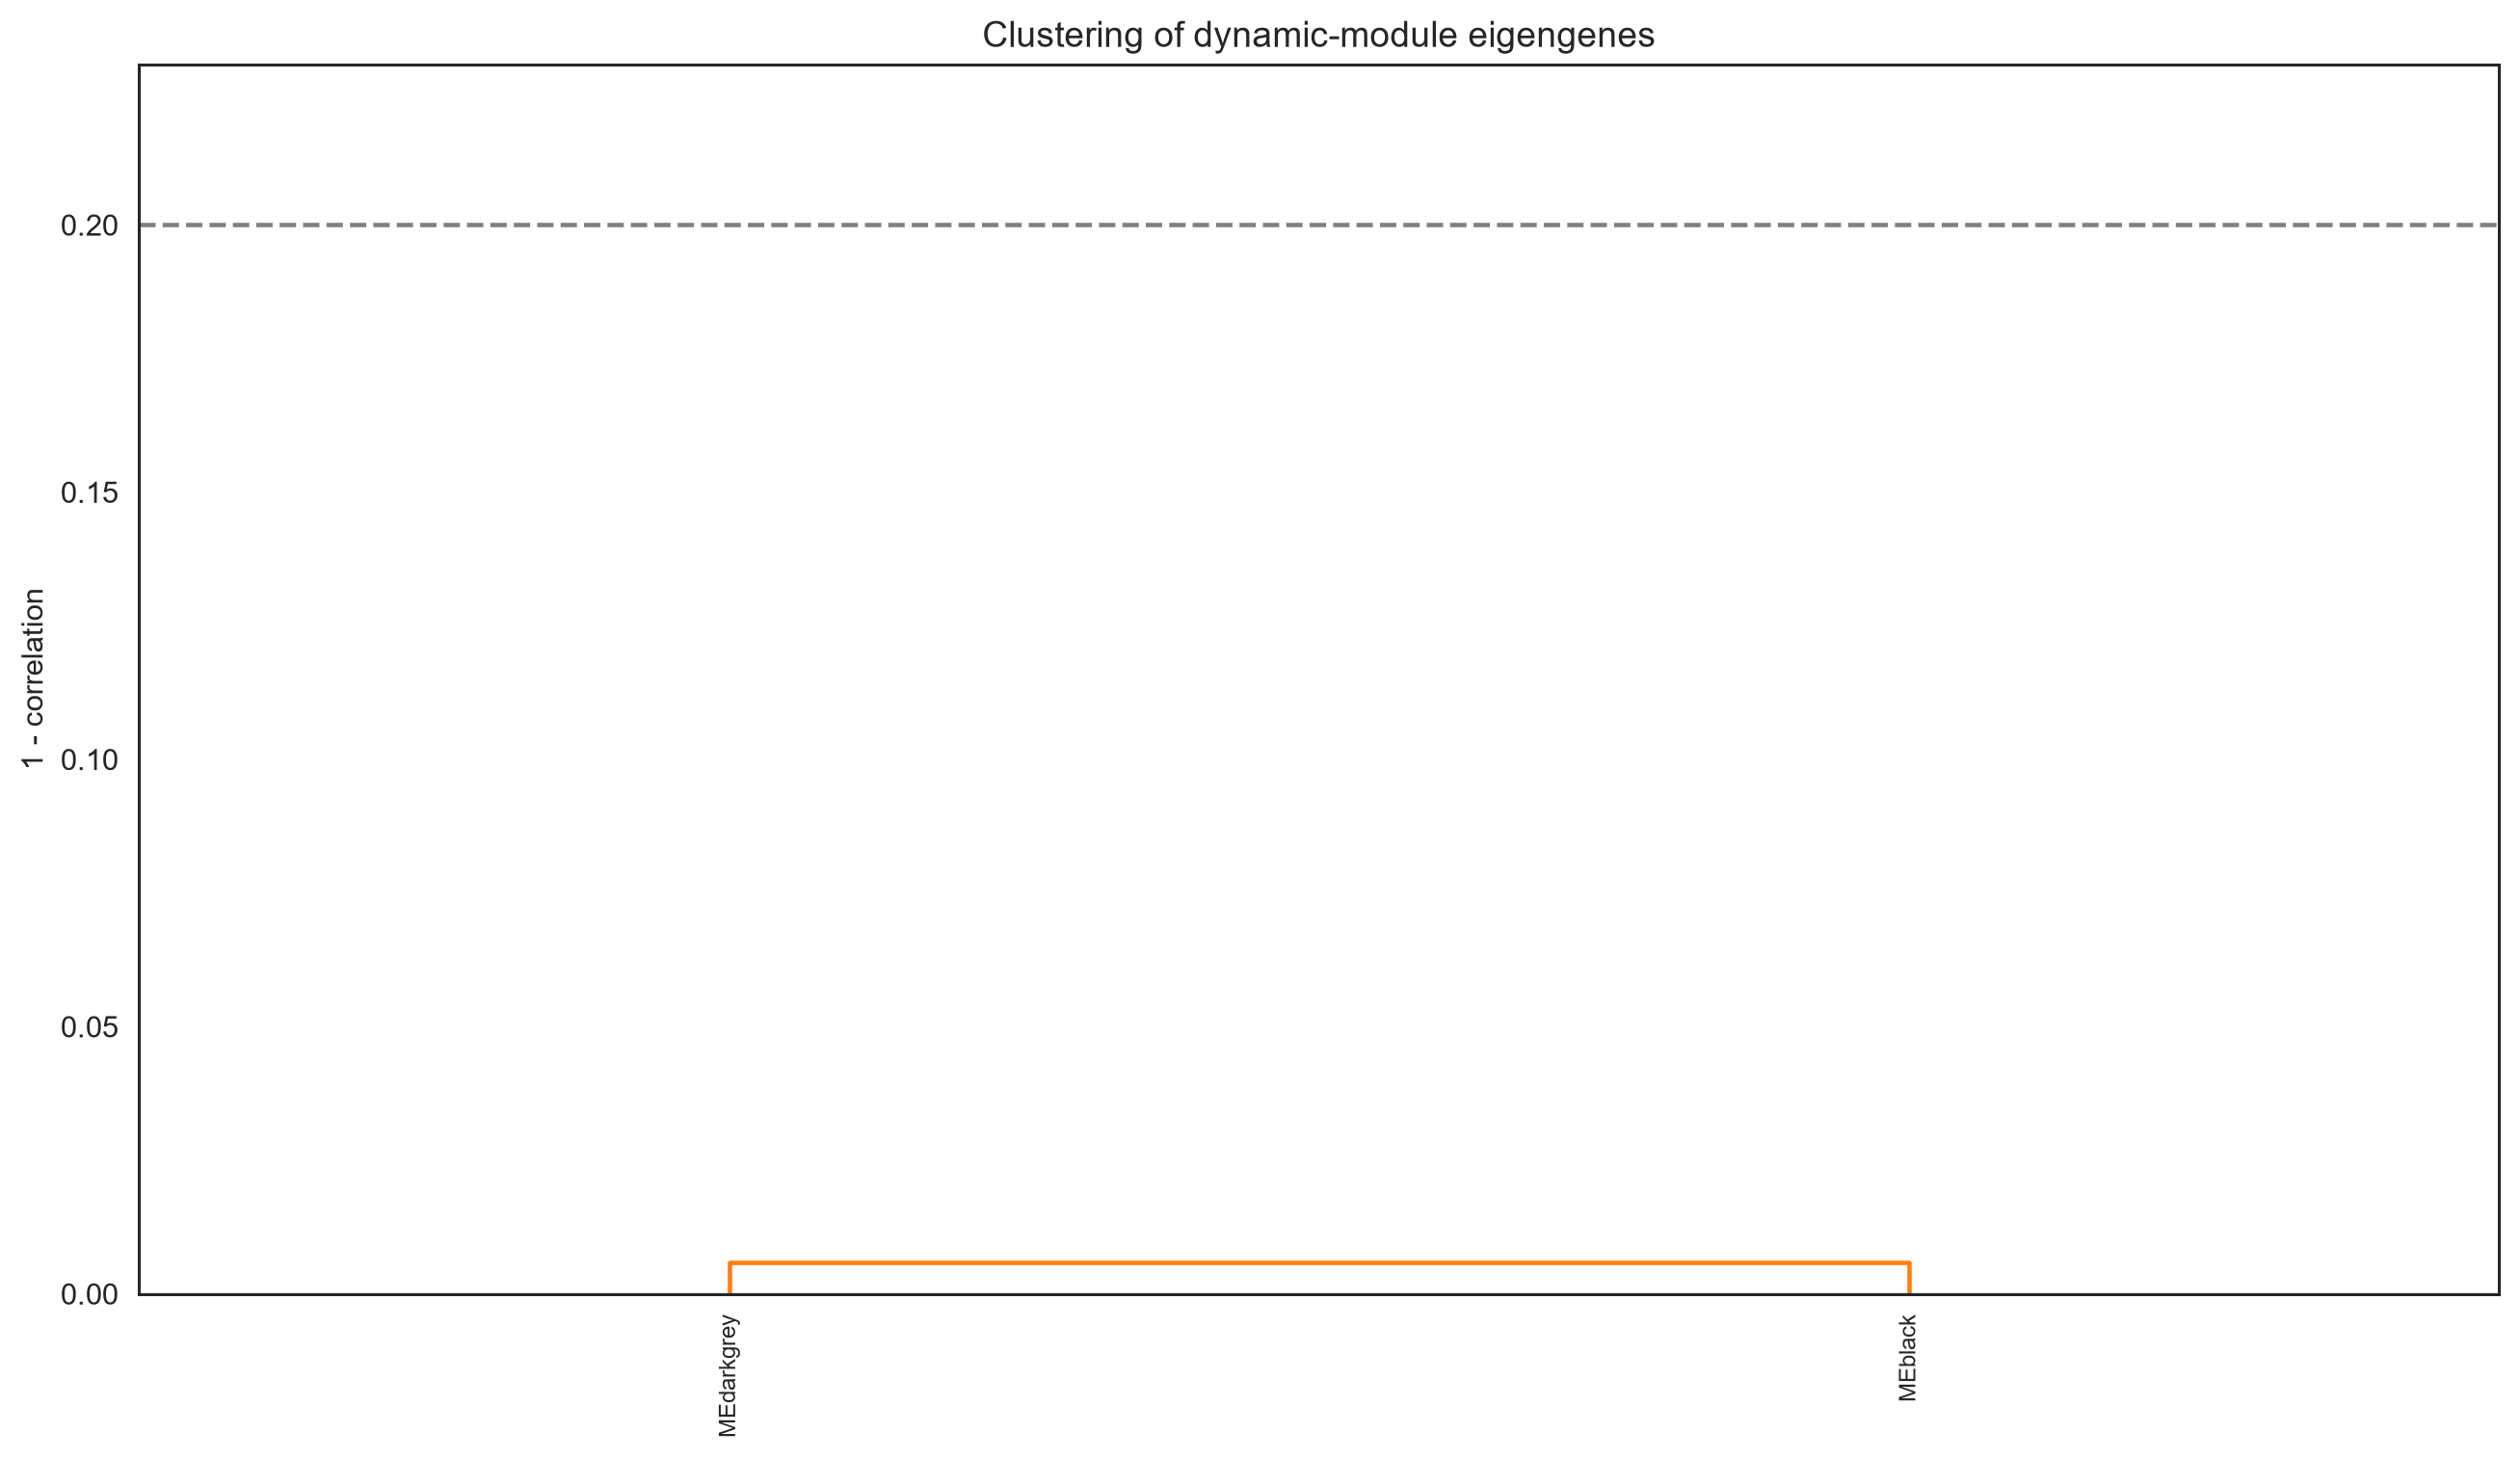 Clustering of dynamic-module eigengenes
0.20
0.15
0.10
0.05
0.00
1 - correlation
MEdarkgrey
MEblack